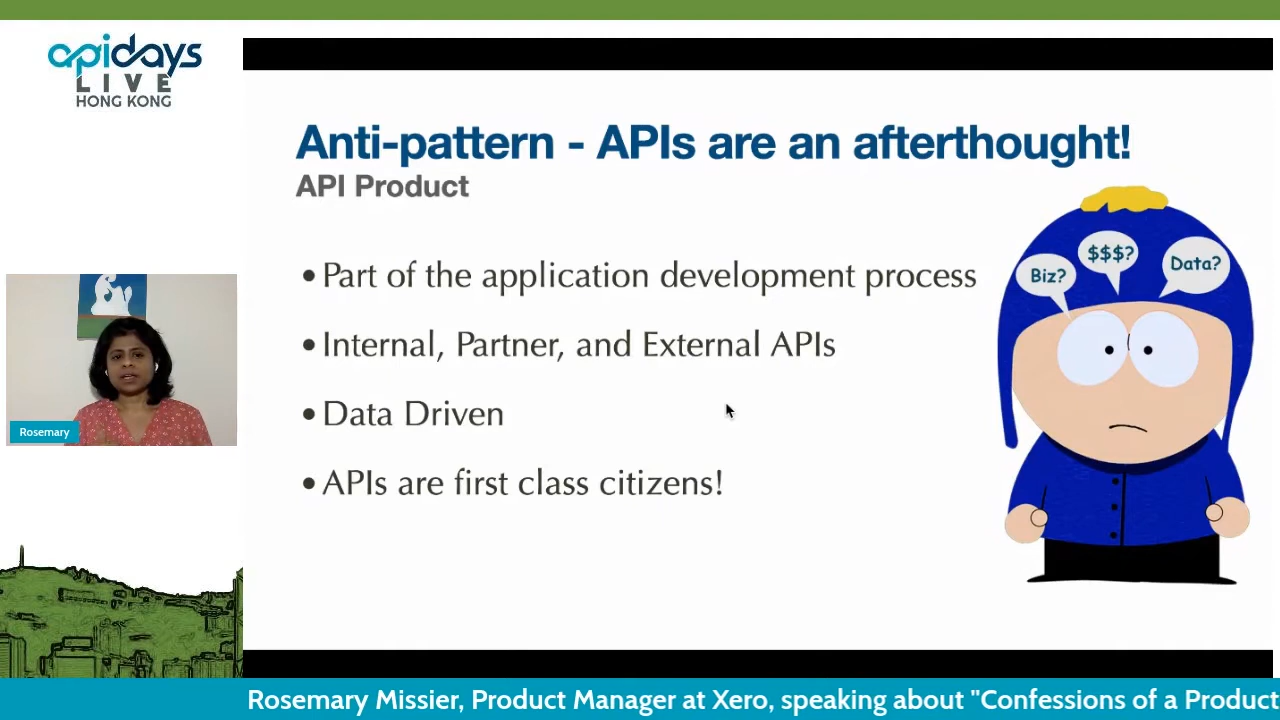 apidays
LIVE
HONG KONG
Anti-pattern - APIs are an afterthought!
API Product
•Part of the application development process
•Internal, Partner, and External APIs
•Data Driven
•APIs are first class citizens!
Biz?
$$$?
Data?
Rosemary
Rosemary Missier, Product Manager at Xero, speaking about "Confessions of a Product